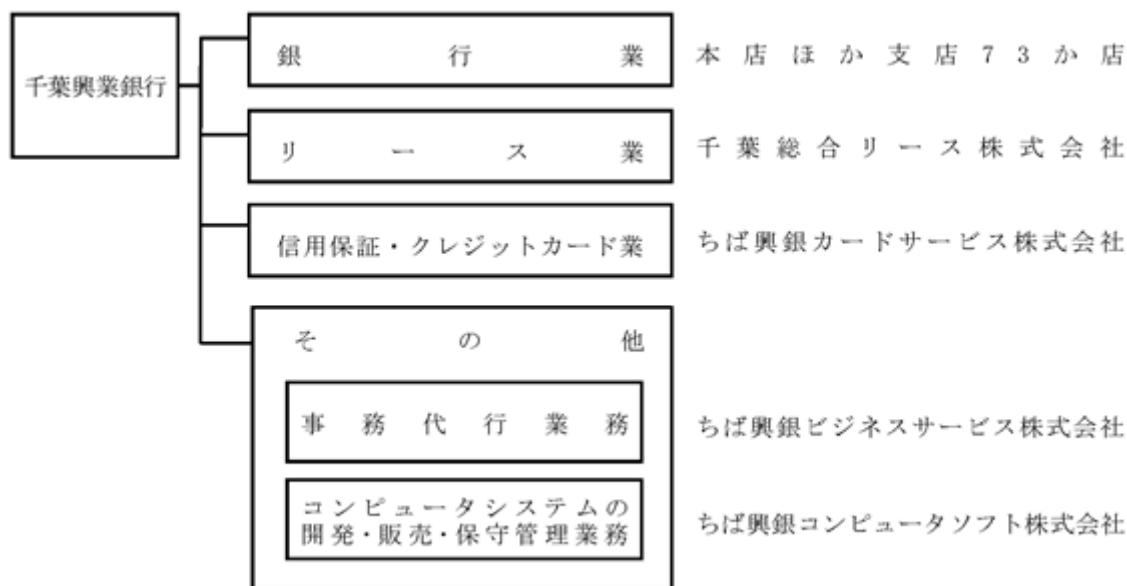 千葉興業銀行
銀行業
本店ほか支店73か店
リース業
千葉総合リース株式会社
信用保証・クレジットカード業
ちば興銀カードサービス株式会社
その他
事務代行業務
ちば興銀ビジネスサービス株式会社
コンピュータシステムの
開発・販売・保守管理業務
ちば興銀コンピュータソフト株式会社